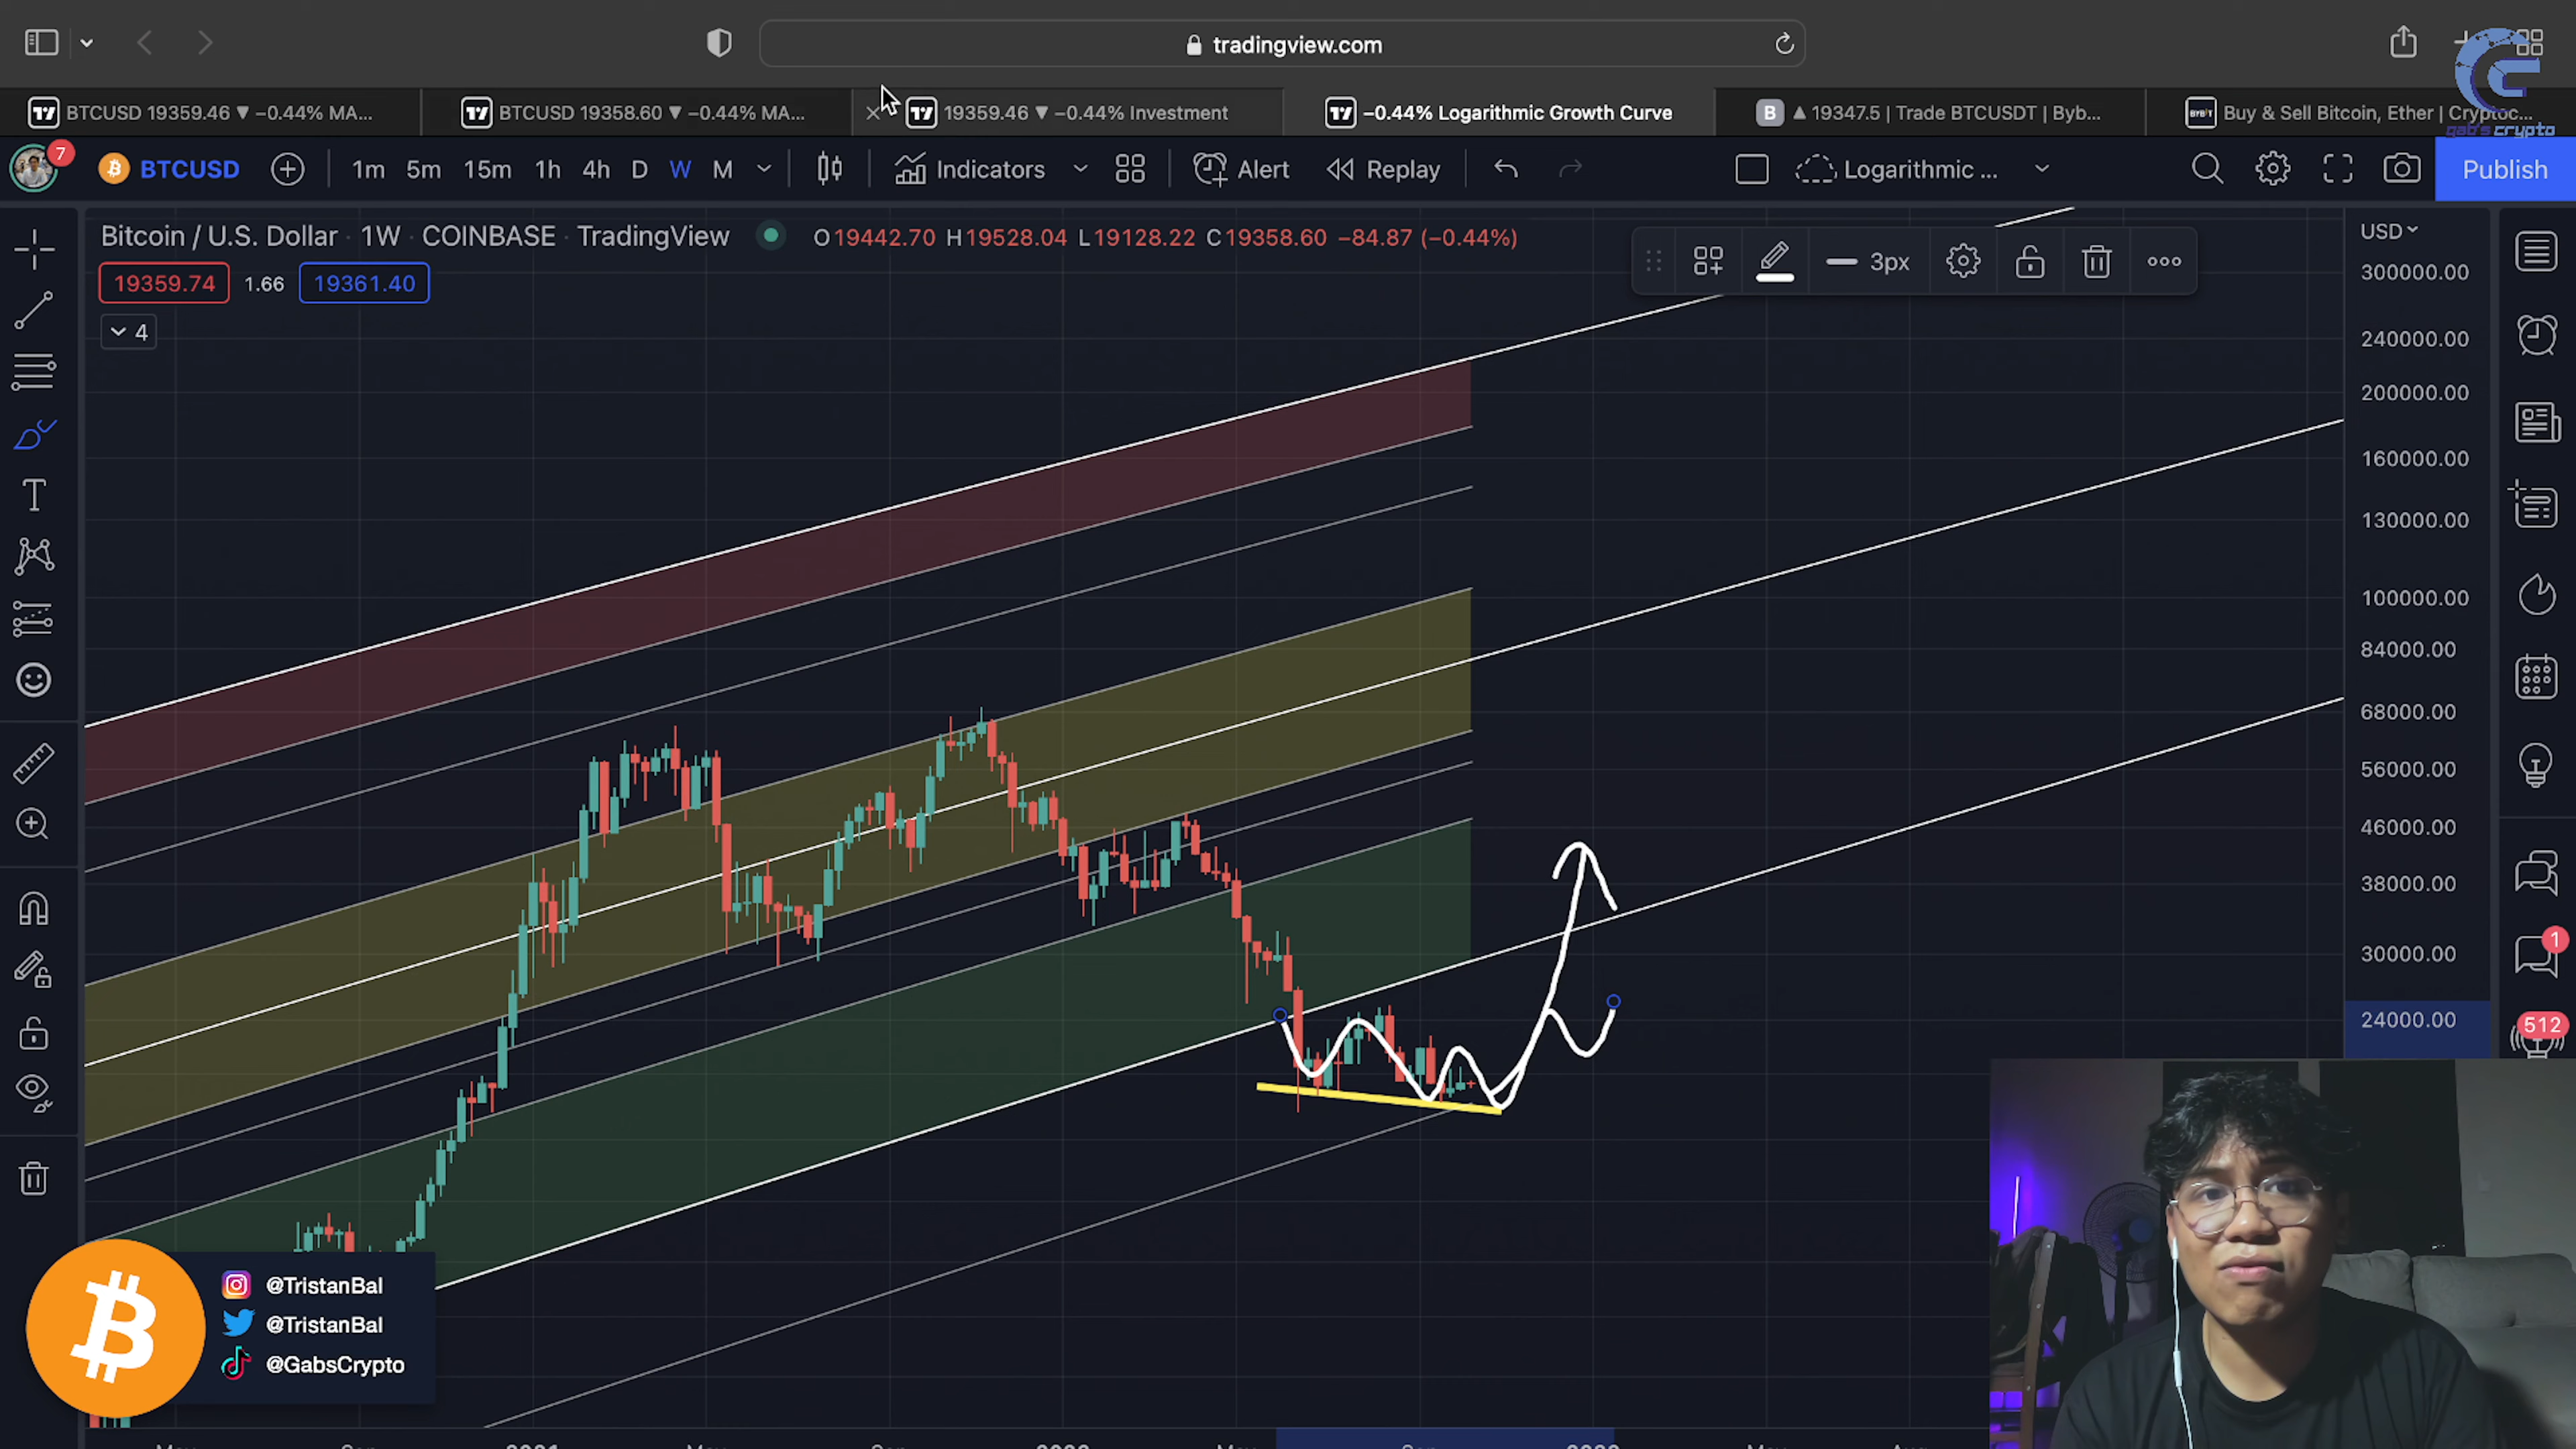 tradingview.com
BTCUSD 19359.46 ▼ −0.44% MA...
BTCUSD 19358.60 ▼ −0.44% MA...
19359.46 ▼ −0.44% Investment
−0.44% Logarithmic Growth Curve
B ▲ 19347.5 | Trade BTCUSDT | Byb...
BYBIT Buy & Sell Bitcoin, Ether | Cryptoc...
gab's crypto
7
BTCUSD
1m 5m 15m 1h 4h D W M
Indicators
Alert
Replay
Logarithmic ...
Publish
Bitcoin / U.S. Dollar · 1W · COINBASE · TradingView
O19442.70 H19528.04 L19128.22 C19358.60 −84.87 (−0.44%)
19359.74 1.66 19361.40
4
3px
USD
300000.00
240000.00
200000.00
160000.00
130000.00
100000.00
84000.00
68000.00
56000.00
46000.00
38000.00
30000.00
24000.00
1
512
@TristanBal
@TristanBal
@GabsCrypto